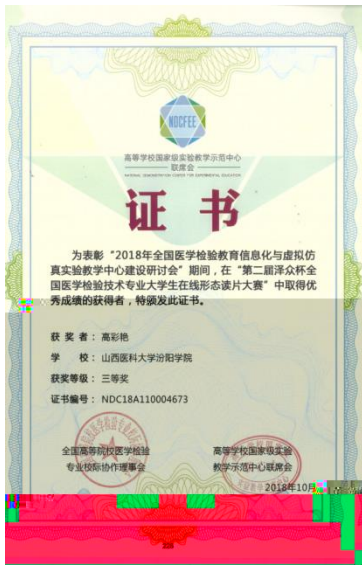 NDCFEE
高等学校国家级实验教学示范中心
联席会
NATIONAL DEMONSTRATION CENTER FOR EXPERIMENTAL EDUCATION
证书
为表彰“2018年全国医学检验教育信息化与虚拟仿
真实验教学中心建设研讨会”期间，在“第二届泽众杯全
国医学检验技术专业大学生在线形态读片大赛”中取得优
秀成绩的获得者，特颁发此证书。
获 奖 者：高彩艳
学 校：山西医科大学汾阳学院
获奖等级：三等奖
证书编号：NDC18A110004673
全国高等院校医学检验 高等学校国家级实验
专业校际协作理事会 教学示范中心联席会
2018年10月